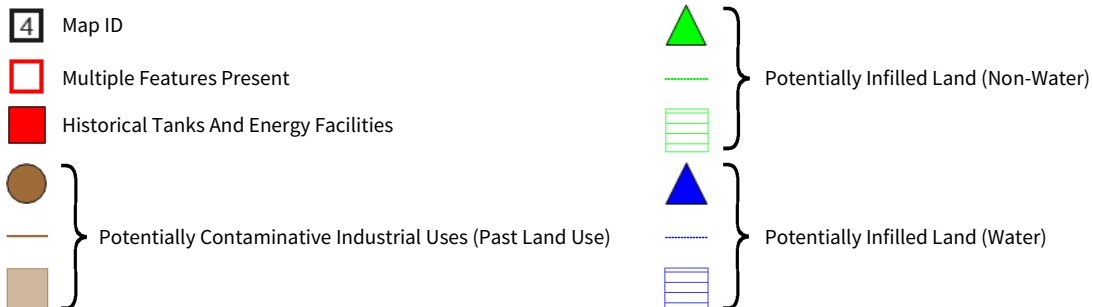 4 Map ID
Multiple Features Present
Historical Tanks And Energy Facilities
Potentially Contaminative Industrial Uses (Past Land Use)
Potentially Infilled Land (Non-Water)
Potentially Infilled Land (Water)